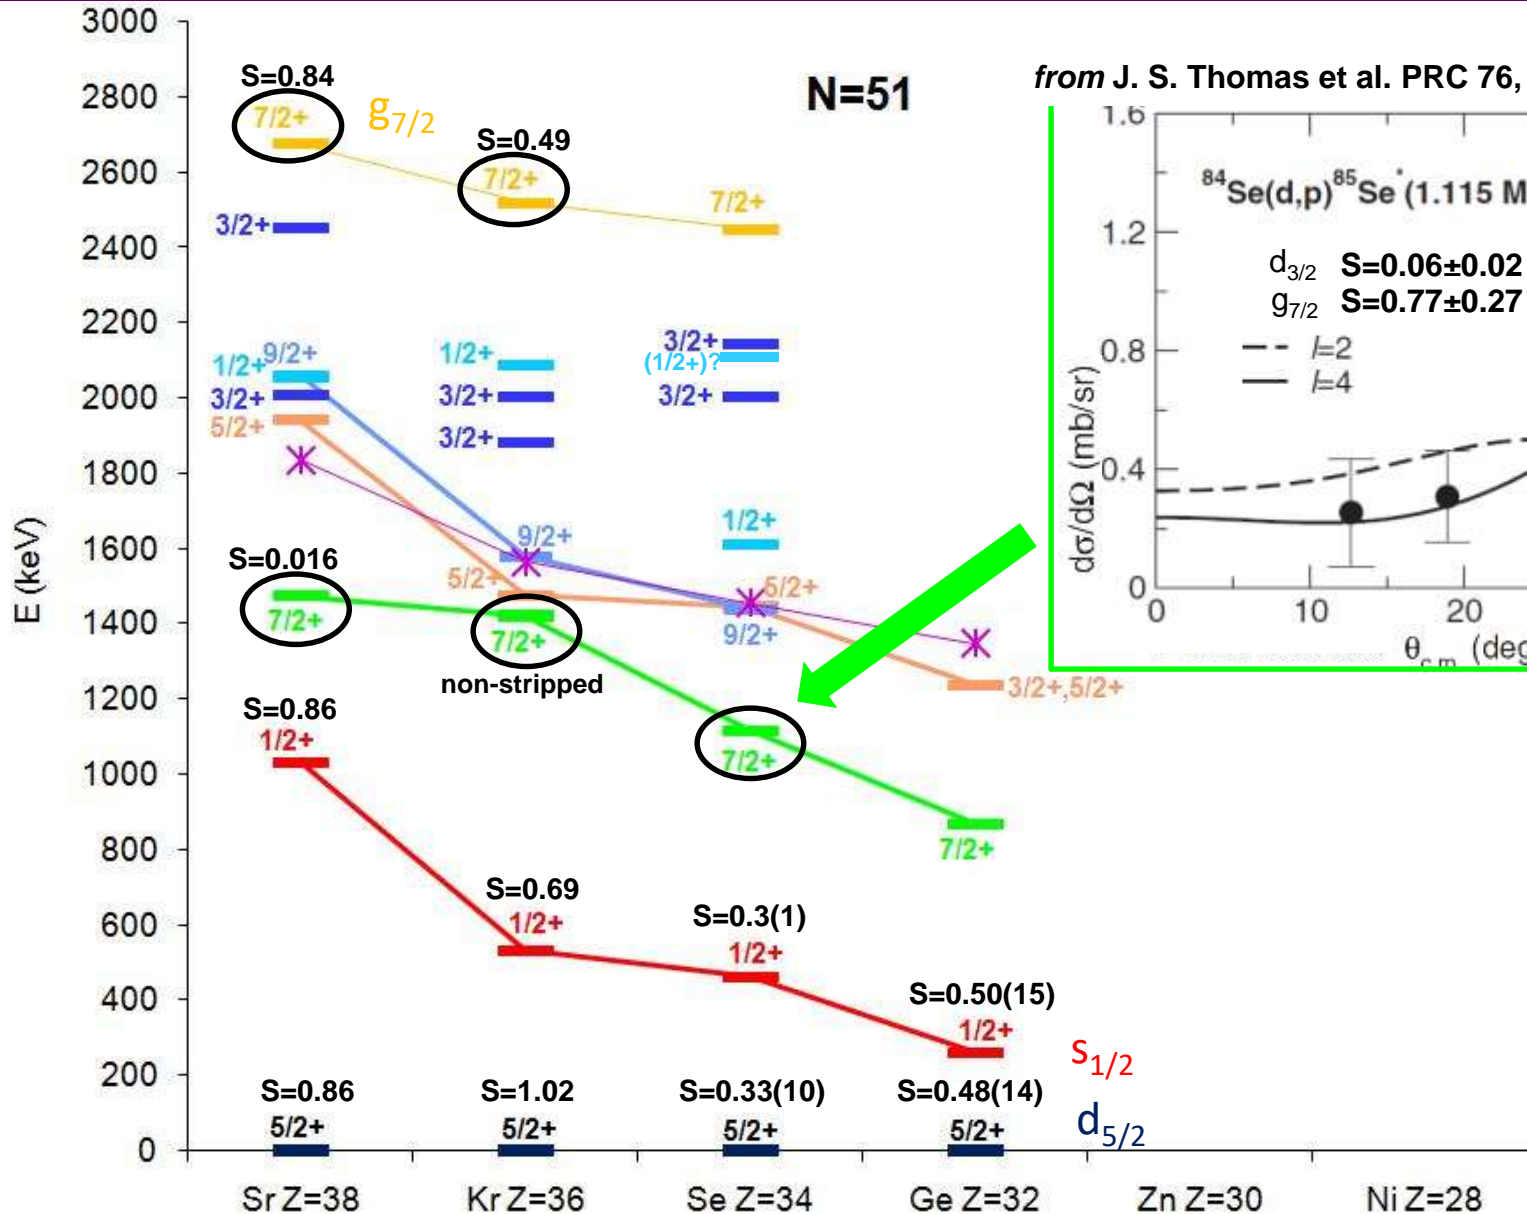 3000
2800
2600
2400
2200
2000
1800
1600
1400
1200
1000
800
600
400
200
0
E (keV)
N=51
S=0.84
7/2+
g7/2
S=0.49
7/2+
7/2+
3/2+
9/2+
1/2+
3/2+
5/2+
1/2+
3/2+
3/2+
3/2+
(1/2+)?
3/2+
1/2+
9/2+
5/2+
5/2+
9/2+
S=0.016
7/2+
7/2+
non-stripped
7/2+
3/2+,5/2+
7/2+
S=0.86
1/2+
S=0.69
1/2+
S=0.3(1)
1/2+
S=0.50(15)
1/2+
s1/2
S=0.86
5/2+
S=1.02
5/2+
S=0.33(10)
5/2+
S=0.48(14)
5/2+
d5/2
Sr Z=38
Kr Z=36
Se Z=34
Ge Z=32
Zn Z=30
Ni Z=28
from J. S. Thomas et al. PRC 76,
1.6
1.2
0.8
0.4
0
dσ/dΩ (mb/sr)
84Se(d,p)85Se*(1.115 M
d3/2 S=0.06±0.02
g7/2 S=0.77±0.27
l=2
l=4
0
10
20
θc.m. (deg